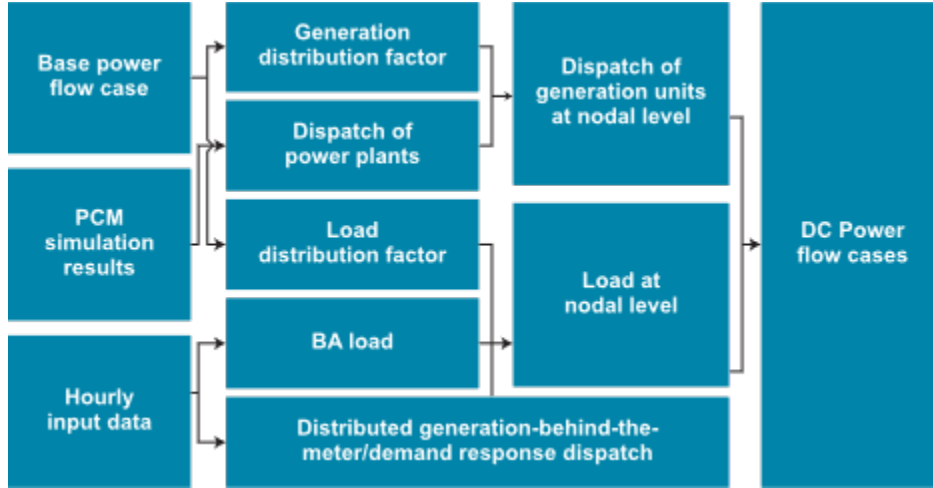 Base power
flow case
PCM
simulation
results
Hourly
input data
Generation
distribution factor
Dispatch of
power plants
Load
distribution factor
BA load
Distributed generation-behind-the-
meter/demand response dispatch
Dispatch of
generation units
at nodal level
Load at
nodal level
DC Power
flow cases